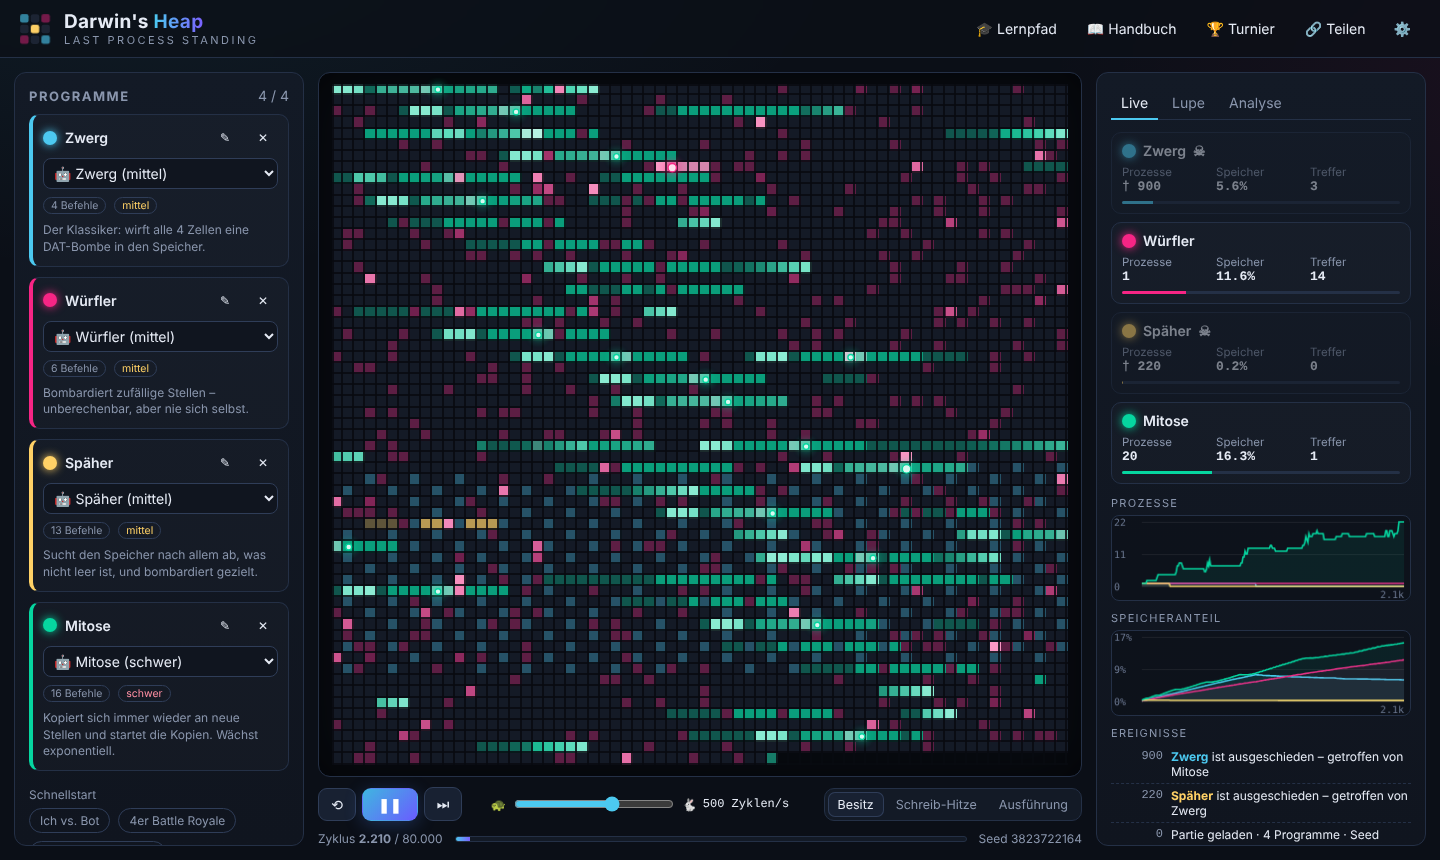 Darwin's Heap
LAST PROCESS STANDING
🎓 Lernpfad
📖 Handbuch
🏆 Turnier
🔗 Teilen
⚙️
PROGRAMME
4 / 4
Zwerg
🤖 Zwerg (mittel)
4 Befehle
mittel
Der Klassiker: wirft alle 4 Zellen eine
DAT-Bombe in den Speicher.
Würfler
🤖 Würfler (mittel)
6 Befehle
mittel
Bombardiert zufällige Stellen –
unberechenbar, aber nie sich selbst.
Späher
🤖 Späher (mittel)
13 Befehle
mittel
Sucht den Speicher nach allem ab, was
nicht leer ist, und bombardiert gezielt.
Mitose
🤖 Mitose (schwer)
16 Befehle
schwer
Kopiert sich immer wieder an neue
Stellen und startet die Kopien. Wächst
exponentiell.
Schnellstart
Ich vs. Bot
4er Battle Royale
🐢
🐇 500 Zyklen/s
Besitz
Schreib-Hitze
Ausführung
Zyklus 2.210 / 80.000
Seed 3823722164
Live
Lupe
Analyse
Zwerg ☠
Prozesse Speicher Treffer
† 900 5.6% 3
Würfler
Prozesse Speicher Treffer
1 11.6% 14
Späher ☠
Prozesse Speicher Treffer
† 220 0.2% 0
Mitose
Prozesse Speicher Treffer
20 16.3% 1
PROZESSE
22
11
0
2.1k
SPEICHERANTEIL
17%
9%
0%
2.1k
EREIGNISSE
900 Zwerg ist ausgeschieden – getroffen von
Mitose
220 Späher ist ausgeschieden – getroffen von
Zwerg
0 Partie geladen · 4 Programme · Seed